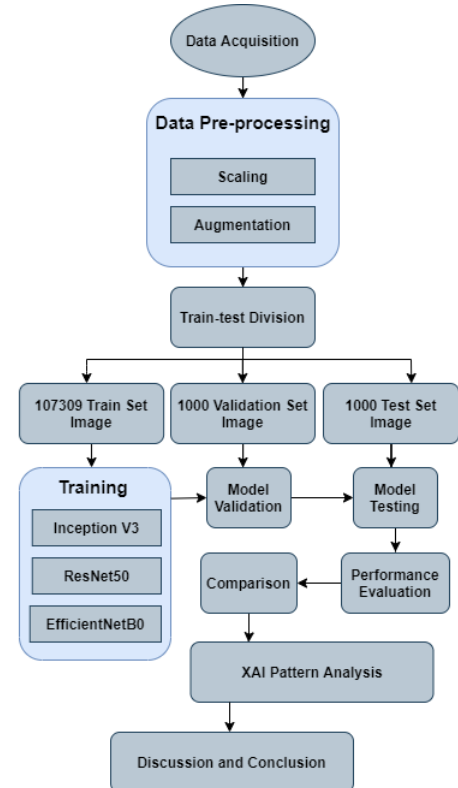 Data Acquisition
Data Pre-processing
Scaling
Augmentation
Train-test Division
107309 Train Set
Image
1000 Validation Set
Image
1000 Test Set
Image
Training
Inception V3
ResNet50
EfficientNetB0
Model
Validation
Model
Testing
Performance
Evaluation
Comparison
XAI Pattern Analysis
Discussion and Conclusion